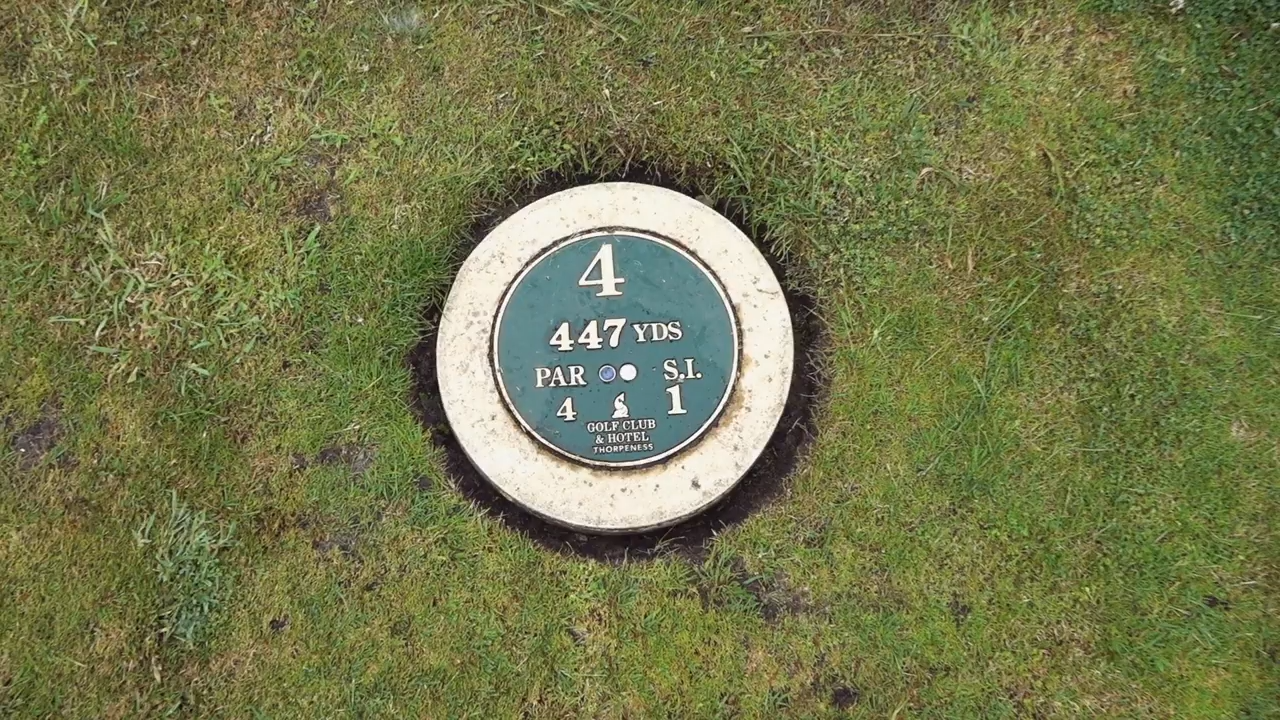 4
447 YDS
PAR S.I.
4 1
GOLF CLUB
& HOTEL
THORPENESS